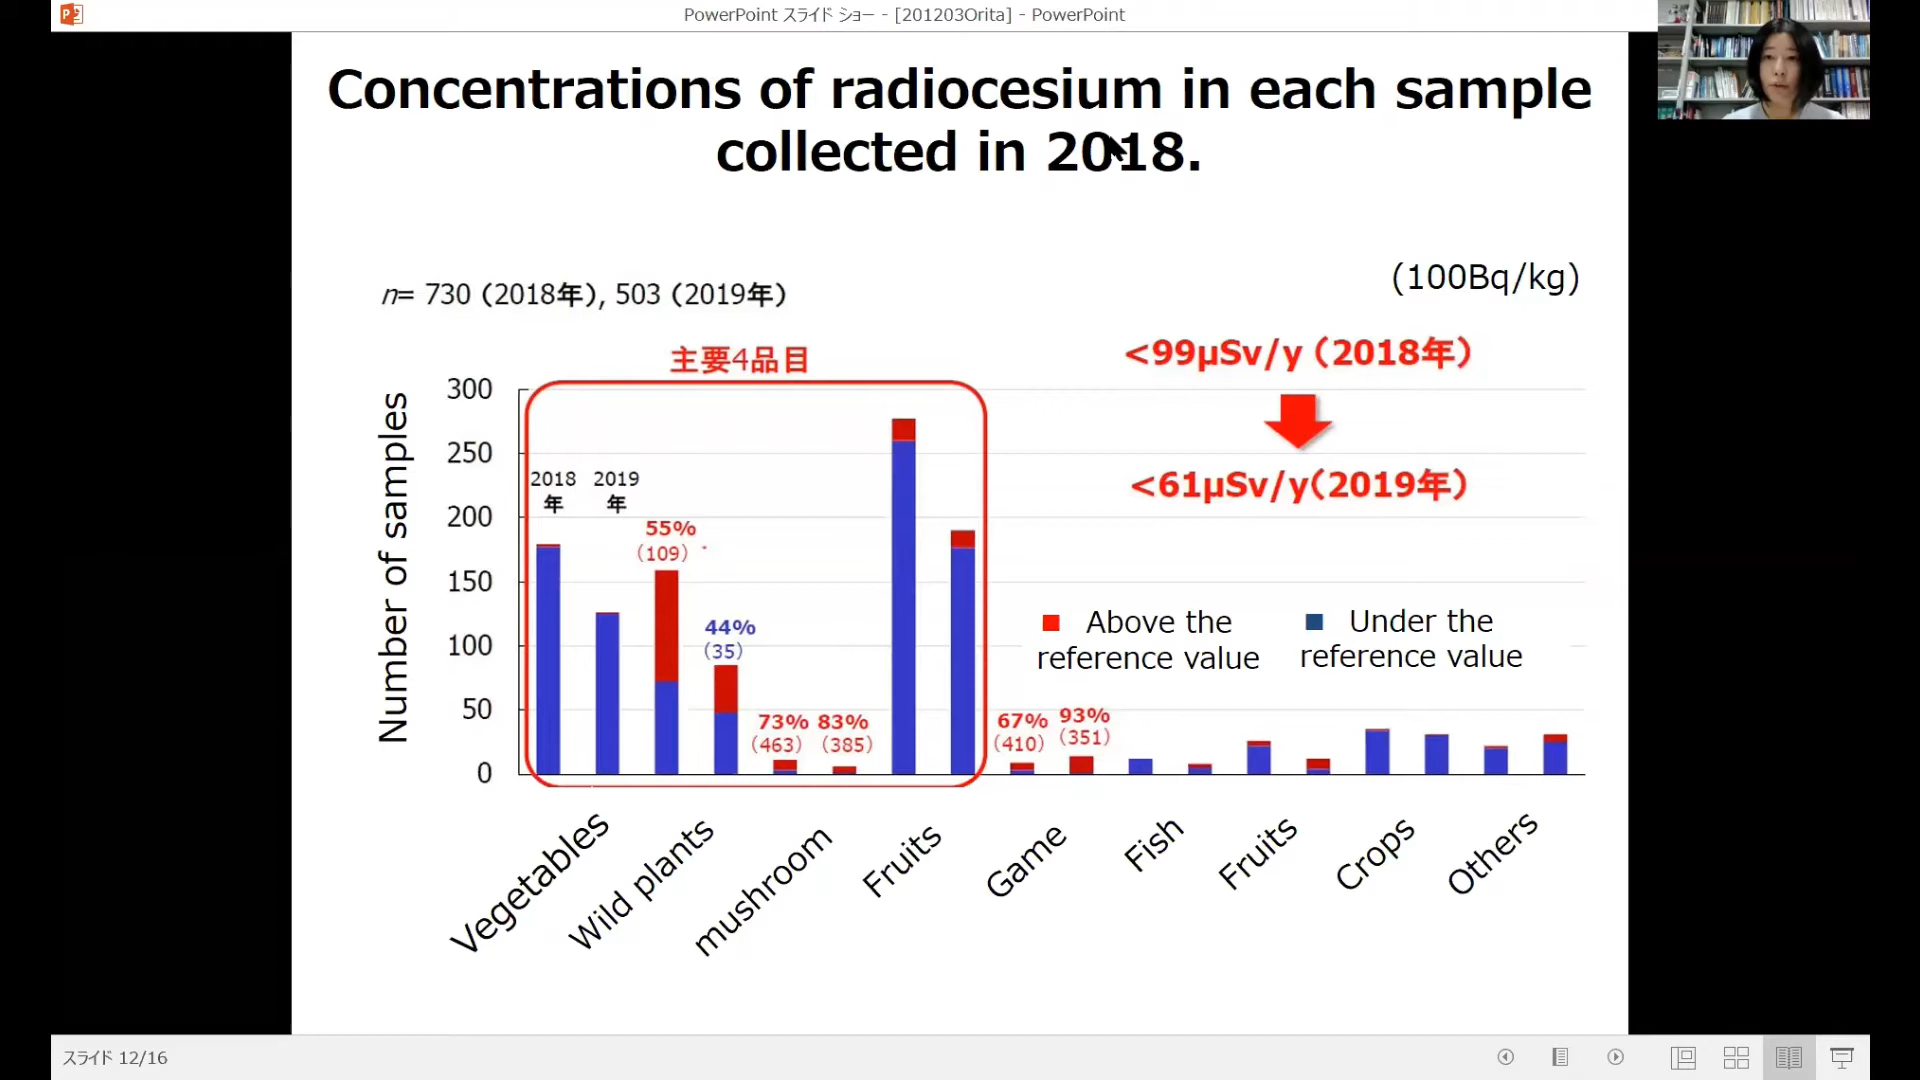 PowerPoint スライド ショー - [201203Orita] - PowerPoint
Concentrations of radiocesium in each sample
collected in 2018.
n= 730 (2018年), 503 (2019年)
(100Bq/kg)
主要4品目
<99μSv/y（2018年）
<61μSv/y(2019年）
Number of samples
300
250
200
150
100
50
0
2018
年
2019
年
55%
(109)
44%
(35)
73%
(463)
83%
(385)
67%
(410)
93%
(351)
Above the
reference value
Under the
reference value
Vegetables
Wild plants
mushroom
Fruits
Game
Fish
Fruits
Crops
Others
スライド 12/16